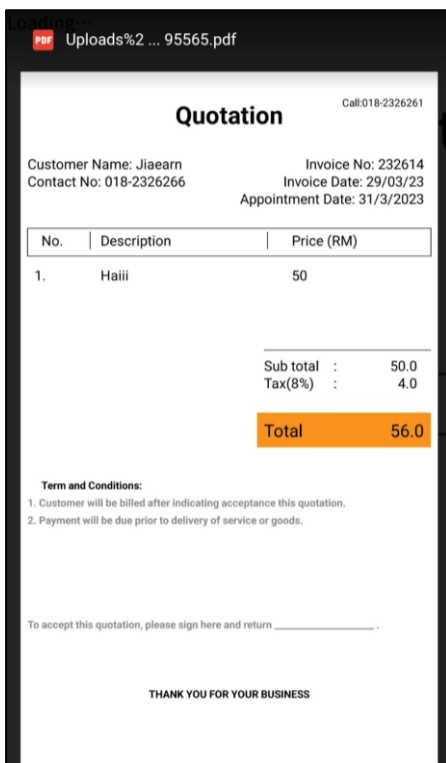 Loading...
PDF Uploads%2 ... 95565.pdf
Call:018-2326261
Quotation
Customer Name: Jiaearn
Contact No: 018-2326266
Invoice No: 232614
Invoice Date: 29/03/23
Appointment Date: 31/3/2023
No. Description Price (RM)
1. Haiii 50
Sub total : 50.0
Tax(8%) : 4.0
Total 56.0
Term and Conditions:
1. Customer will be billed after indicating acceptance this quotation.
2. Payment will be due prior to delivery of service or goods.
To accept this quotation, please sign here and return ____________________ .
THANK YOU FOR YOUR BUSINESS